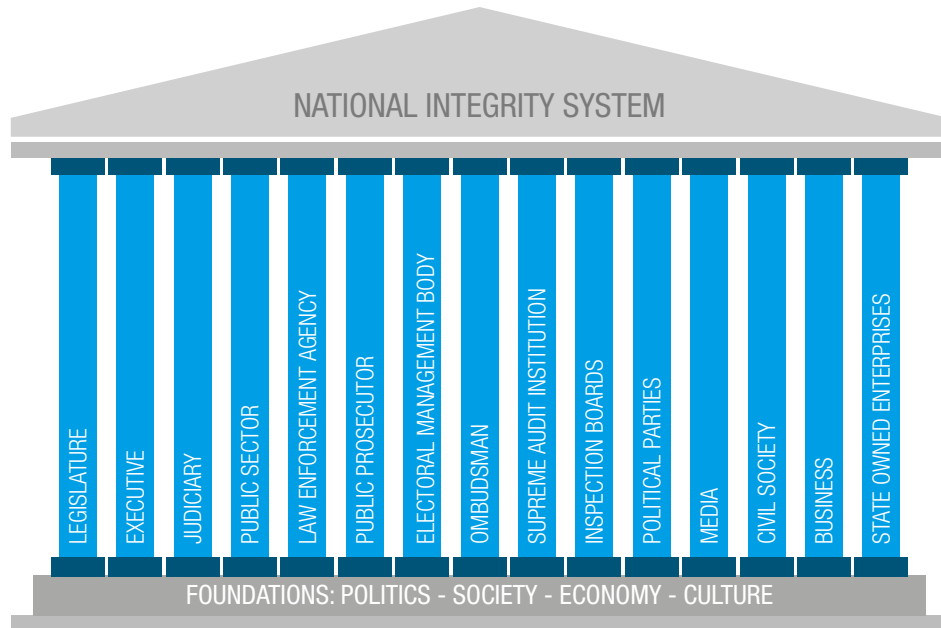 NATIONAL INTEGRITY SYSTEM
LEGISLATURE
EXECUTIVE
JUDICIARY
PUBLIC SECTOR
LAW ENFORCEMENT AGENCY
PUBLIC PROSECUTOR
ELECTORAL MANAGEMENT BODY
OMBUDSMAN
SUPREME AUDIT INSTITUTION
INSPECTION BOARDS
POLITICAL PARTIES
MEDIA
CIVIL SOCIETY
BUSINESS
STATE OWNED ENTERPRISES
FOUNDATIONS: POLITICS - SOCIETY - ECONOMY - CULTURE